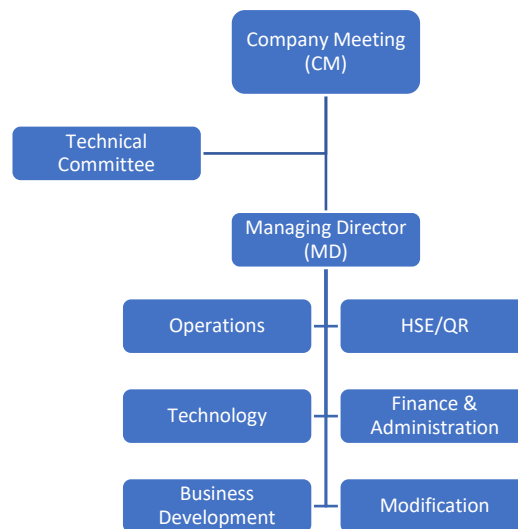 Company Meeting
(CM)
Technical
Committee
Managing Director
(MD)
Operations
HSE/QR
Technology
Finance &
Administration
Business
Development
Modification